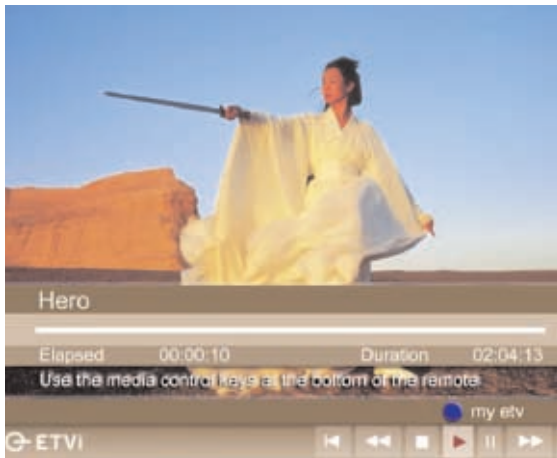 Hero
Elapsed 00:00:10 Duration 02:04:13
Use the media control keys at the bottom of the remote
my etv
ETVi